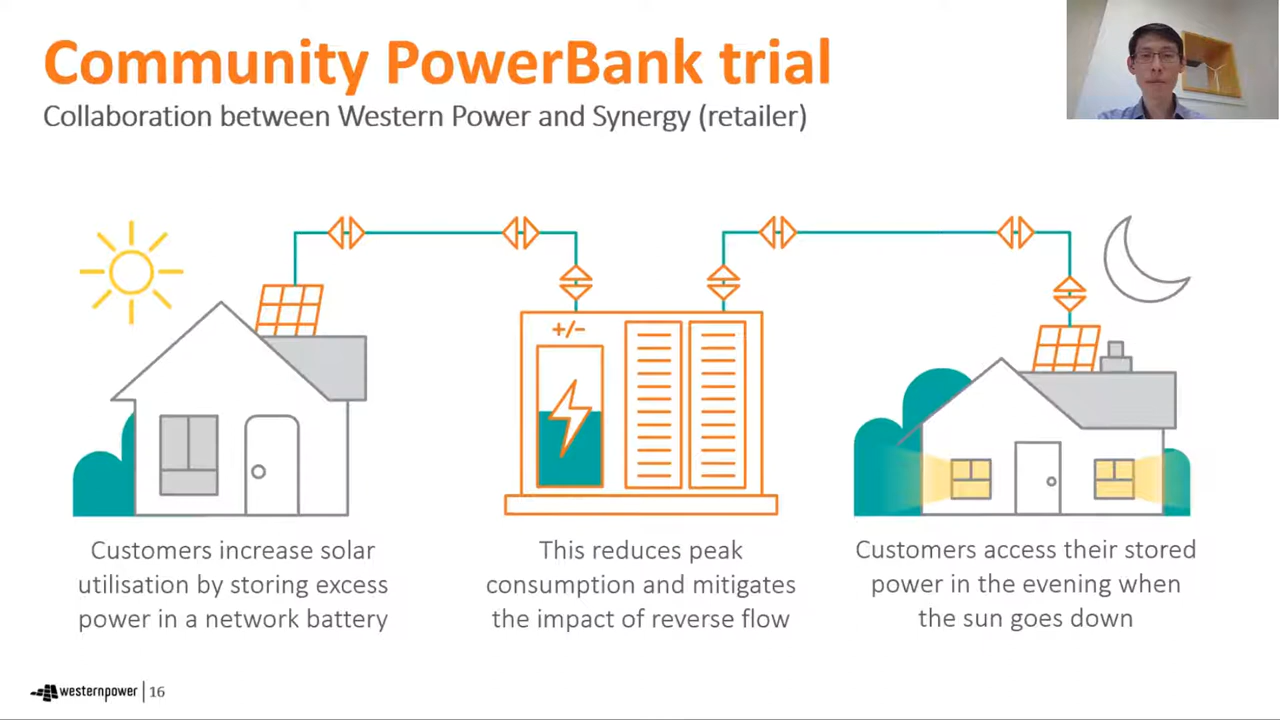 Community PowerBank trial
Collaboration between Western Power and Synergy (retailer)
+/-
Customers increase solar
utilisation by storing excess
power in a network battery
This reduces peak
consumption and mitigates
the impact of reverse flow
Customers access their stored
power in the evening when
the sun goes down
westernpower | 16